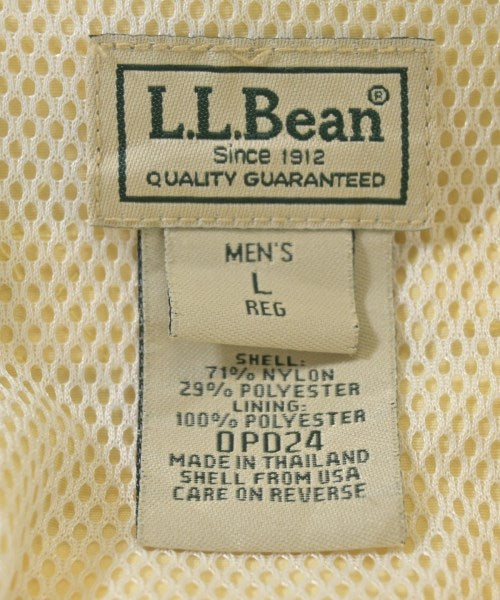 L.L.Bean®
Since 1912
QUALITY GUARANTEED
MEN'S
L
REG
SHELL:
71% NYLON
29% POLYESTER
LINING:
100% POLYESTER
0PD24
MADE IN THAILAND
SHELL FROM USA
CARE ON REVERSE